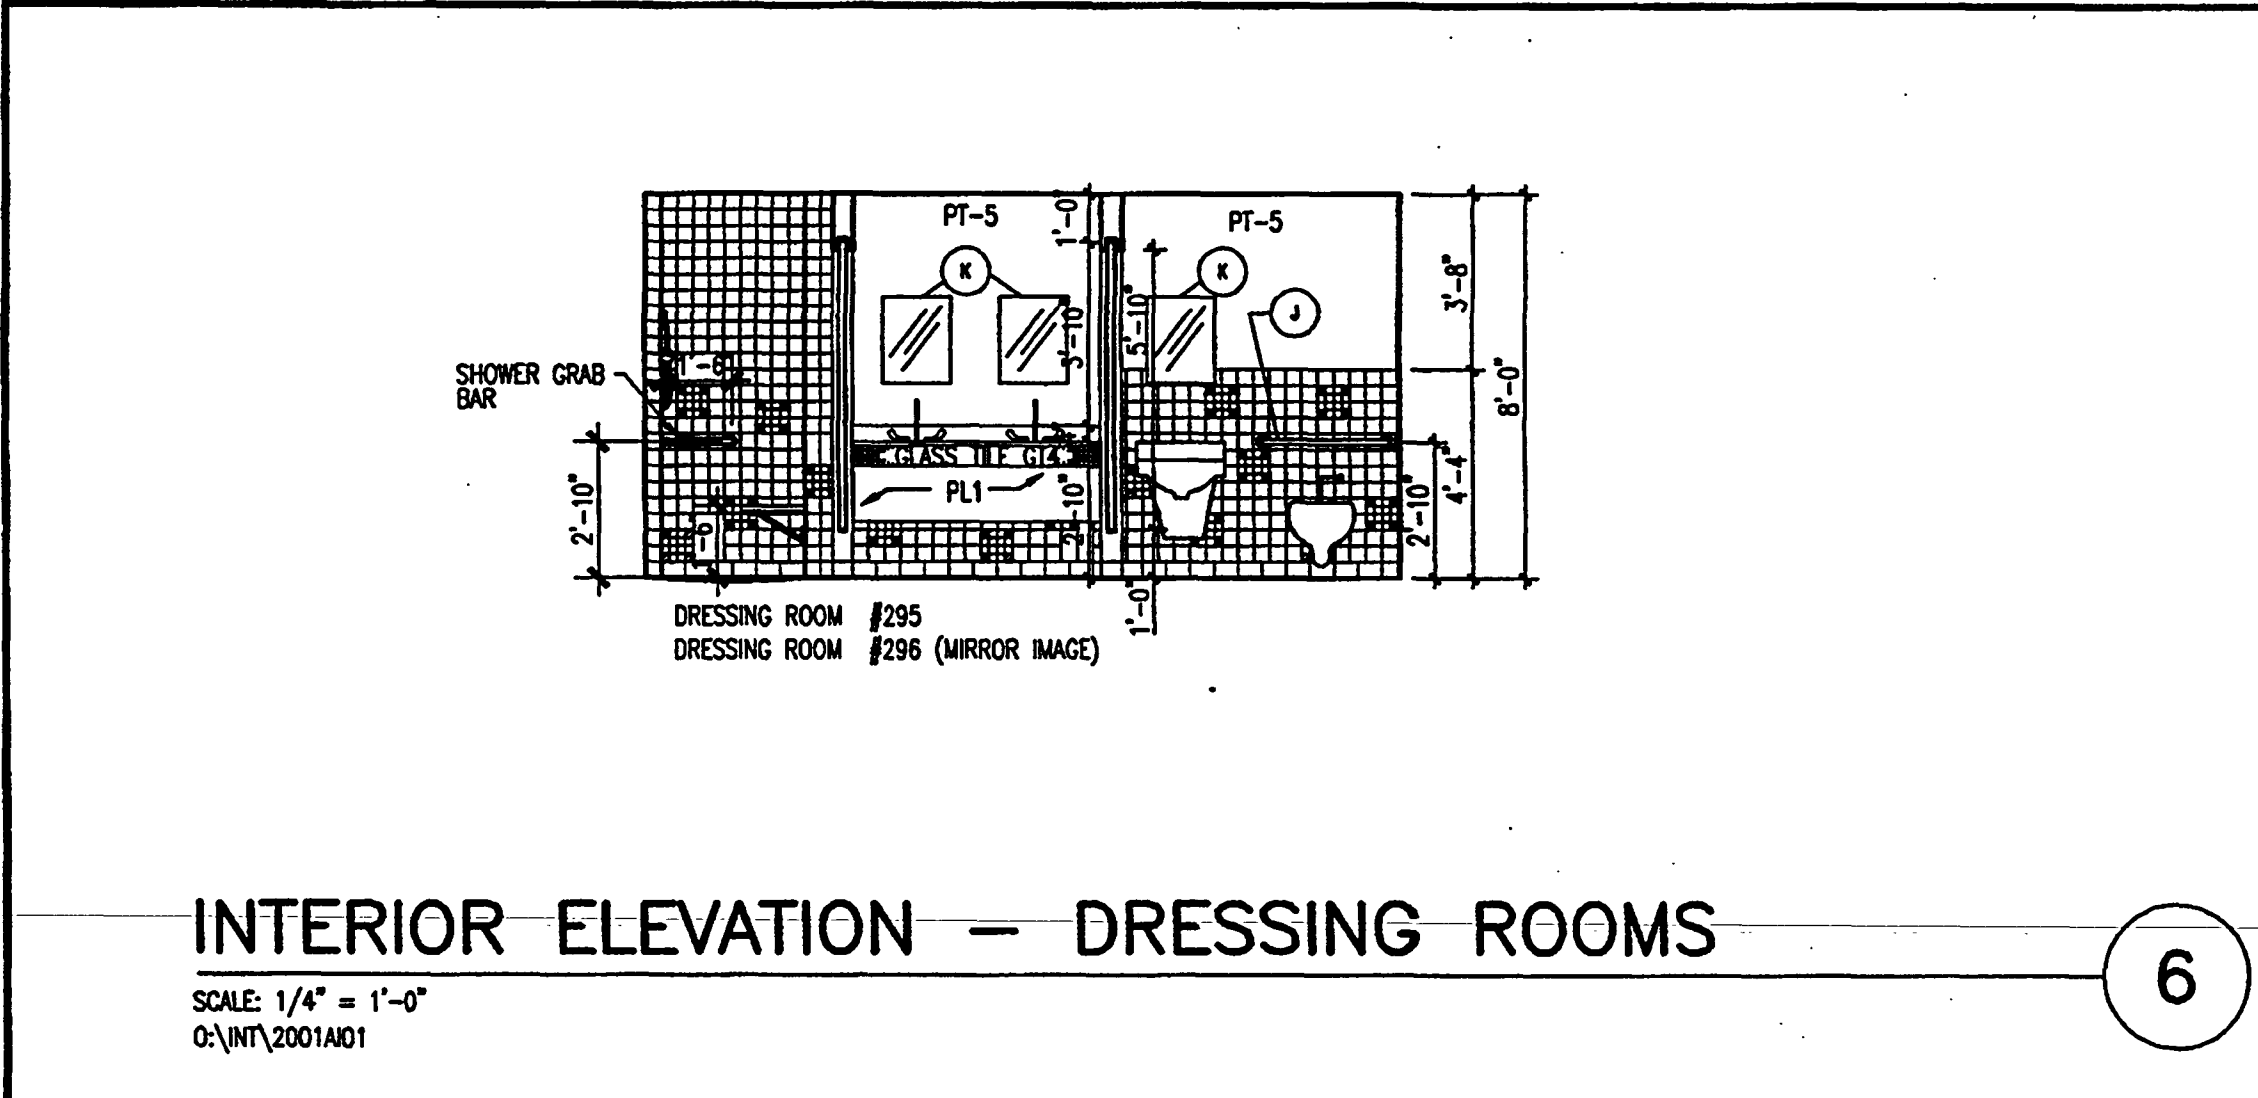 PT-5
PT-5
1'-0"
K
K
J
3'-8"
8'-0"
5'-10"
3'-10"
1'-6"
SHOWER GRAB
BAR
GLASS TILE GT4
PL1
2'-10"
2'-10"
2'-10"
4'-4"
1'-0"
DRESSING ROOM #295
DRESSING ROOM #296 (MIRROR IMAGE)
INTERIOR ELEVATION – DRESSING ROOMS
6
SCALE: 1/4" = 1'-0"
O:\INT\2001AI01